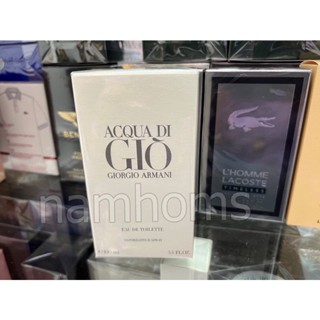 ACQUA DI
GIÒ
GIORGIO ARMANI
EAU DE TOILETTE
L'HOMME
LACOSTE
TIMELESS
namhoms